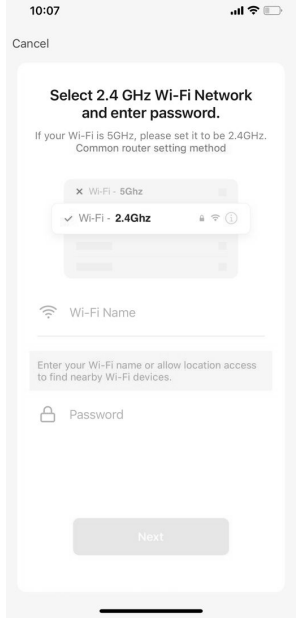 10:07
Cancel
Select 2.4 GHz Wi-Fi Network
and enter password.
If your Wi-Fi is 5GHz, please set it to be 2.4GHz.
Common router setting method
Wi-Fi - 5Ghz
Wi-Fi - 2.4Ghz
Wi-Fi Name
Enter your Wi-Fi name or allow location access
to find nearby Wi-Fi devices.
Password
Next